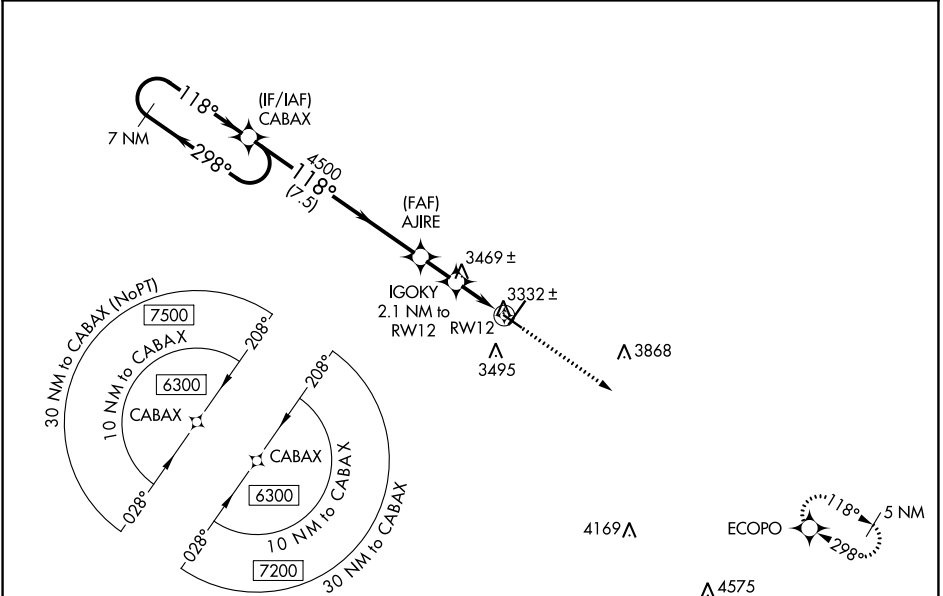 (IF/IAF)
CABAX
118°
7 NM
298°
4500
118°
(7.5)
(FAF)
AJIRE
3469 ±
IGOKY
2.1 NM to
RW12
RW12
3332 ±
3495
3868
30 NM to CABAX (NoPT)
7500
10 NM to CABAX
6300
208°
CABAX
028°
208°
CABAX
6300
028°
10 NM to CABAX
7200
30 NM to CABAX
4169
ECOPO
118°
5 NM
298°
4575